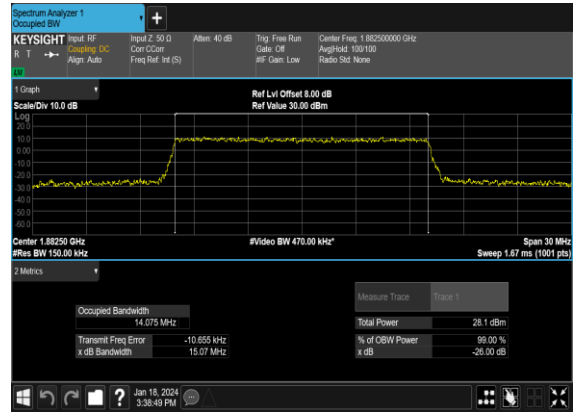 Spectrum Analyzer 1
Occupied BW
+
KEYSIGHT Input: RF Input Z: 50 Ω Atten: 40 dB Trig: Free Run Center Freq: 1.882500000 GHz
R T Coupling: DC Corr CCorr Gate: Off Avg|Hold: 100/100
Align: Auto Freq Ref: Int (S) #IF Gain: Low Radio Std: None
LW
1 Graph Ref Lvl Offset 8.00 dB
Scale/Div 10.0 dB Ref Value 30.00 dBm
Log
20.0
10.0
0.00
-10.0
-20.0
-30.0
-40.0
-50.0
-60.0
Center 1.88250 GHz #Video BW 470.00 kHz* Span 30 MHz
#Res BW 150.00 kHz Sweep 1.67 ms (1001 pts)
2 Metrics
Measure Trace Trace 1
Occupied Bandwidth
14.075 MHz Total Power 28.1 dBm
Transmit Freq Error -10.655 kHz % of OBW Power 99.00 %
x dB Bandwidth 15.07 MHz x dB -26.00 dB
? Jan 18, 2024
3:38:49 PM